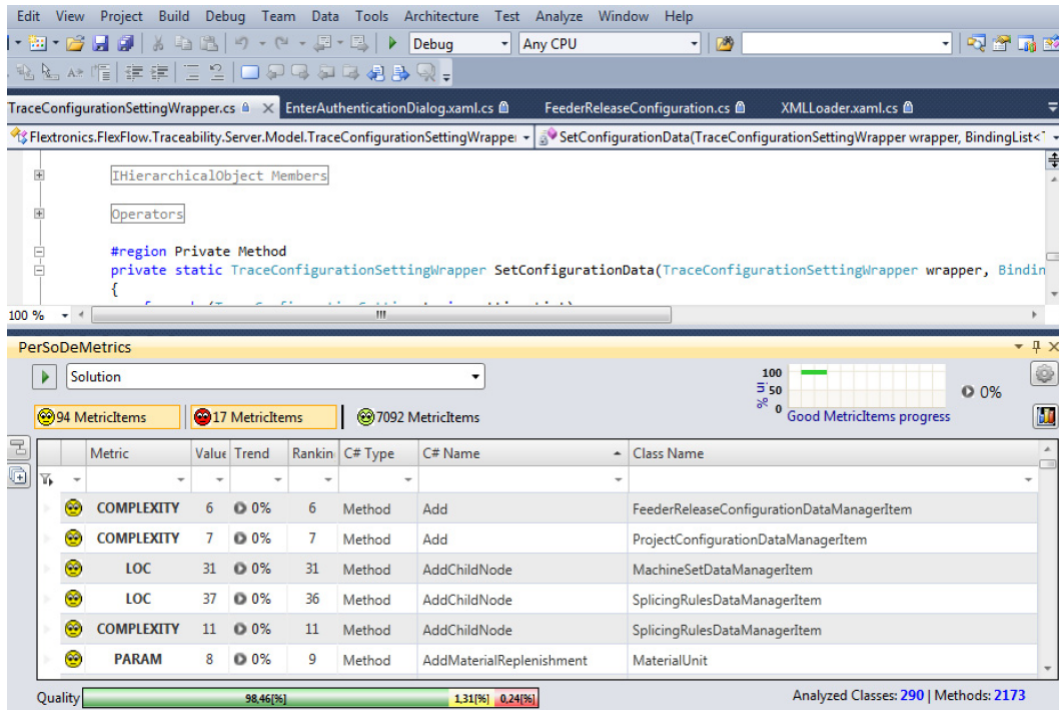 Edit View Project Build Debug Team Data Tools Architecture Test Analyze Window Help
Debug Any CPU
TraceConfigurationSettingWrapper.cs EnterAuthenticationDialog.xaml.cs FeederReleaseConfiguration.cs XMLLoader.xaml.cs
Flextronics.FlexFlow.Traceability.Server.Model.TraceConfigurationSettingWrapper SetConfigurationData(TraceConfigurationSettingWrapper wrapper, BindingList<
IHierarchicalObject Members
Operators
#region Private Method
private static TraceConfigurationSettingWrapper SetConfigurationData(TraceConfigurationSettingWrapper wrapper, Bindin
{
100 %
PerSoDeMetrics
Solution
100
50
0
% ui.
Good MetricItems progress
0%
94 MetricItems 17 MetricItems 7092 MetricItems
Metric Value Trend Rankin C# Type C# Name Class Name
COMPLEXITY 6 0% 6 Method Add FeederReleaseConfigurationDataManagerItem
COMPLEXITY 7 0% 7 Method Add ProjectConfigurationDataManagerItem
LOC 31 0% 31 Method AddChildNode MachineSetDataManagerItem
LOC 37 0% 36 Method AddChildNode SplicingRulesDataManagerItem
COMPLEXITY 11 0% 11 Method AddChildNode SplicingRulesDataManagerItem
PARAM 8 0% 9 Method AddMaterialReplenishment MaterialUnit
Quality 98,46[%] 1,31[%] 0,24[%] Analyzed Classes: 290 | Methods: 2173